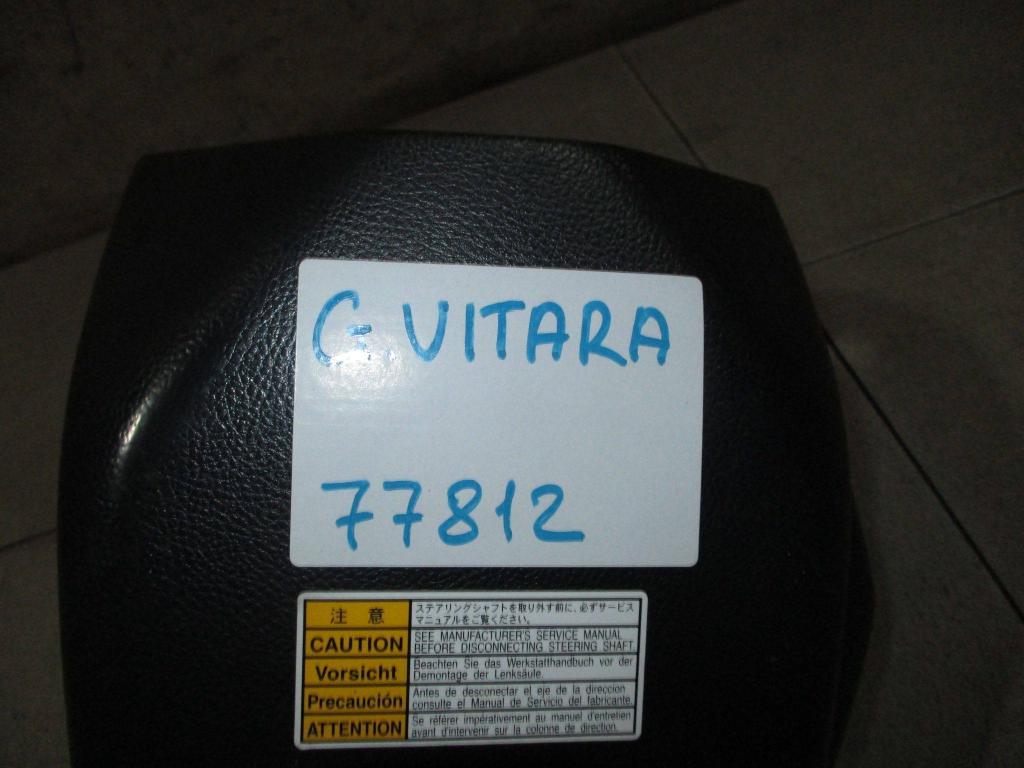 G.VITARA
77812
注意 ステアリングシャフトを取り外す前に、必ずサービス
マニュアルをご覧ください。
CAUTION SEE MANUFACTURER'S SERVICE MANUAL
BEFORE DISCONNECTING STEERING SHAFT.
Vorsicht Beachten Sie das Werkstatthandbuch vor der
Demontage der Lenksäule.
Precaución Antes de desconectar el eje de la direccion
consulte el Manual de Servicio del fabricante.
ATTENTION Se référer impérativement au manuel d'entretien
avant d'intervenir sur la colonne de direction.